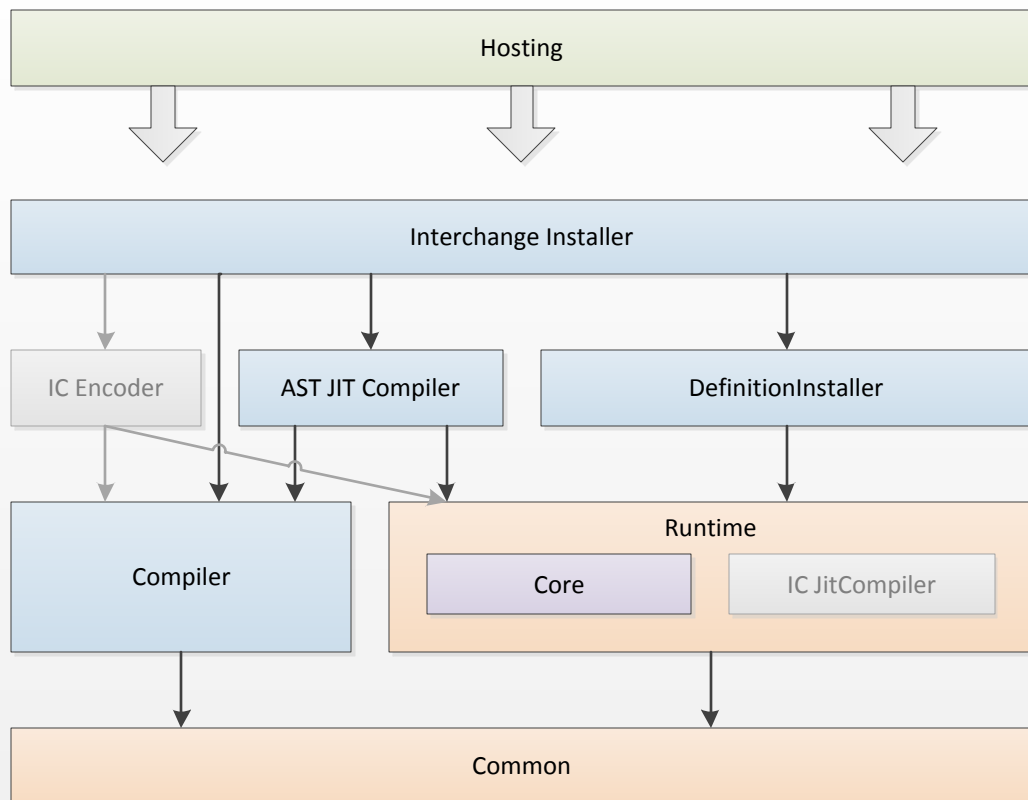 Hosting
Interchange Installer
IC Encoder
AST JIT Compiler
DefinitionInstaller
Compiler
Runtime
Core
IC JitCompiler
Common